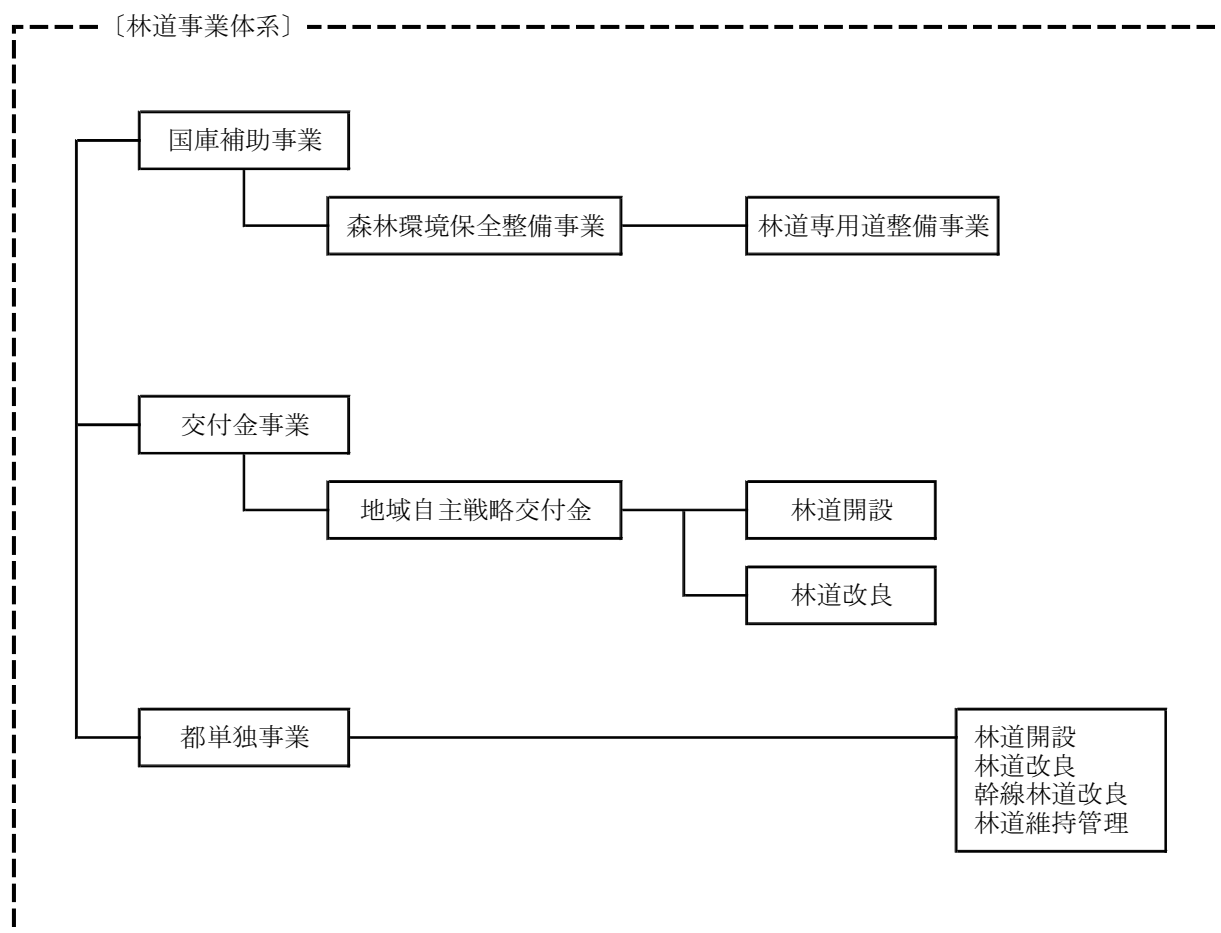 〔林道事業体系〕
国庫補助事業
森林環境保全整備事業
林道専用道整備事業
交付金事業
地域自主戦略交付金
林道開設
林道改良
都単独事業
林道開設
林道改良
幹線林道改良
林道維持管理